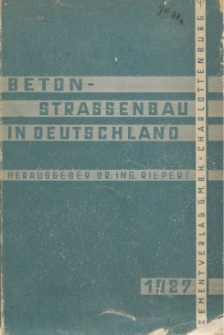 BETON-
STRASSENBAU
IN DEUTSCHLAND
HERAUSGEBER DR. ING. RIEPERT
1927
ZEMENTVERLAG G.M.B.H. - CHARLOTTENBURG